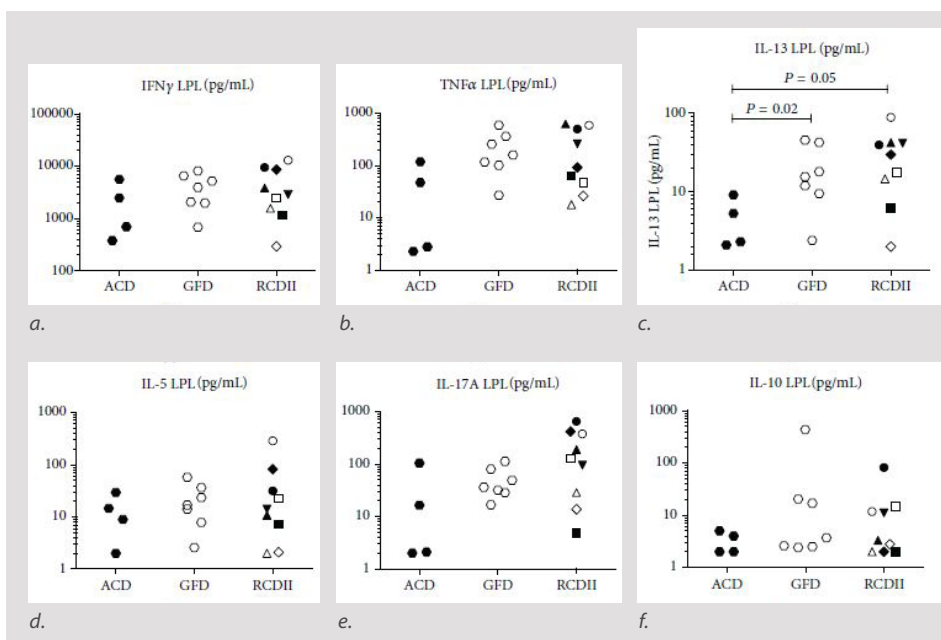 IFNγ LPL (pg/mL)
100000
10000
1000
100
ACD GFD RCDII
a.
TNFα LPL (pg/mL)
1000
100
10
1
ACD GFD RCDII
b.
IL-13 LPL (pg/mL)
P = 0.05
P = 0.02
IL-13 LPL (pg/mL)
100
10
1
ACD GFD RCDII
c.
IL-5 LPL (pg/mL)
1000
100
10
1
ACD GFD RCDII
d.
IL-17A LPL (pg/mL)
1000
100
10
1
ACD GFD RCDII
e.
IL-10 LPL (pg/mL)
1000
100
10
1
ACD GFD RCDII
f.